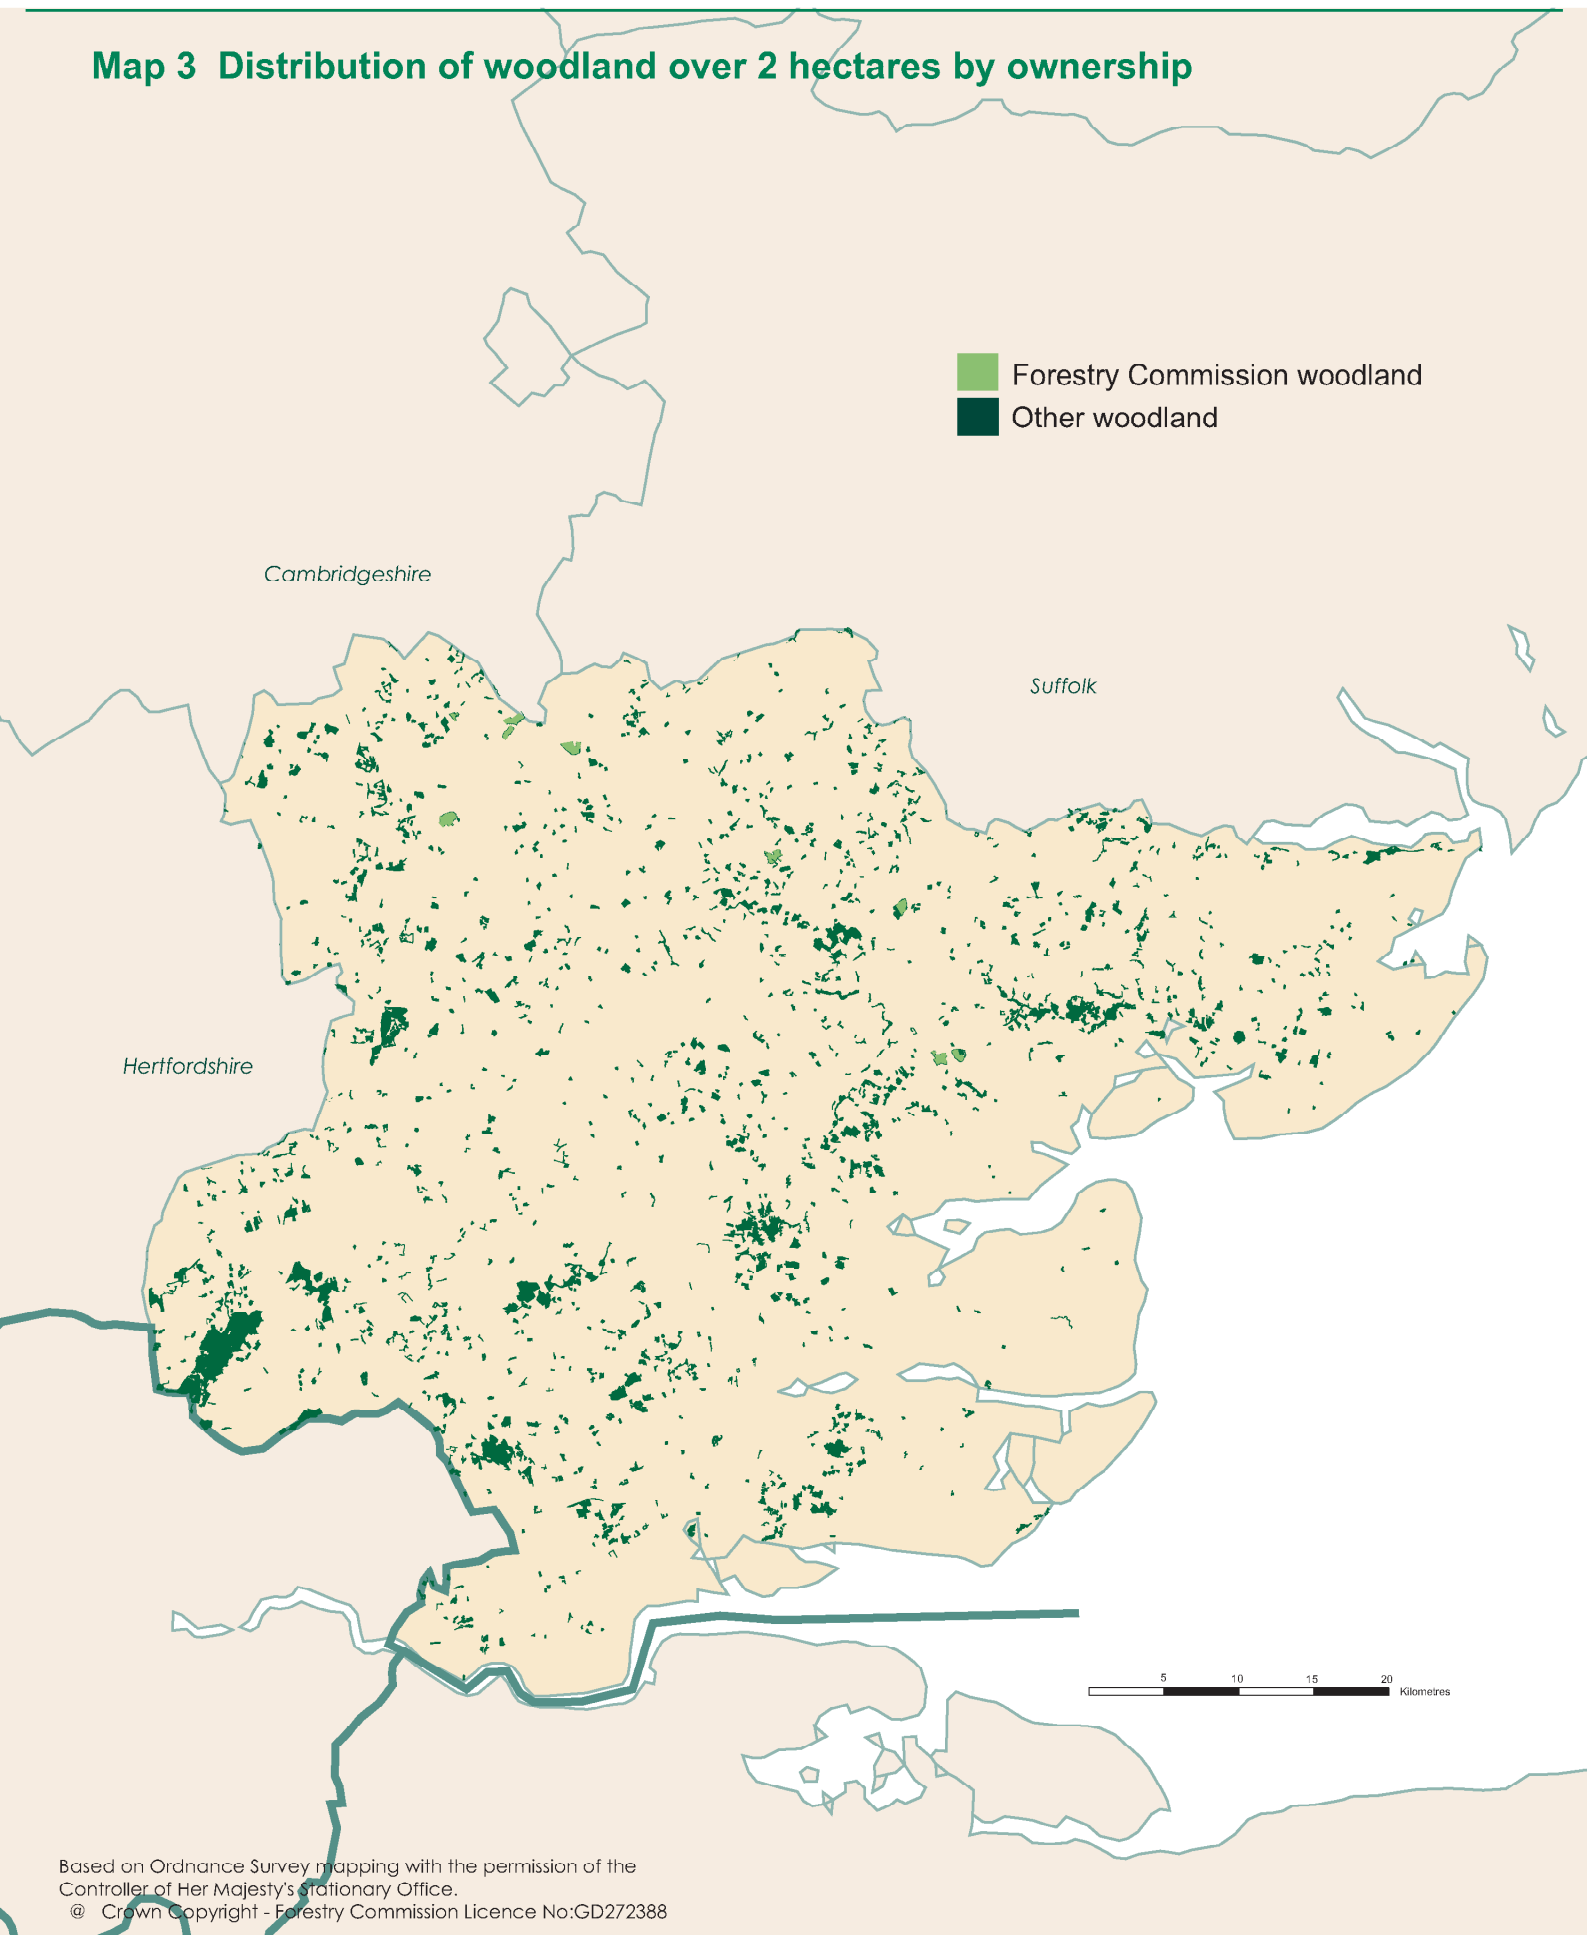 Map 3 Distribution of woodland over 2 hectares by ownership
Forestry Commission woodland
Other woodland
Cambridgeshire
Suffolk
Hertfordshire
5 10 15 20
Kilometres
Based on Ordnance Survey mapping with the permission of the
Controller of Her Majesty's Stationary Office.
@ Crown Copyright - Forestry Commission Licence No:GD272388